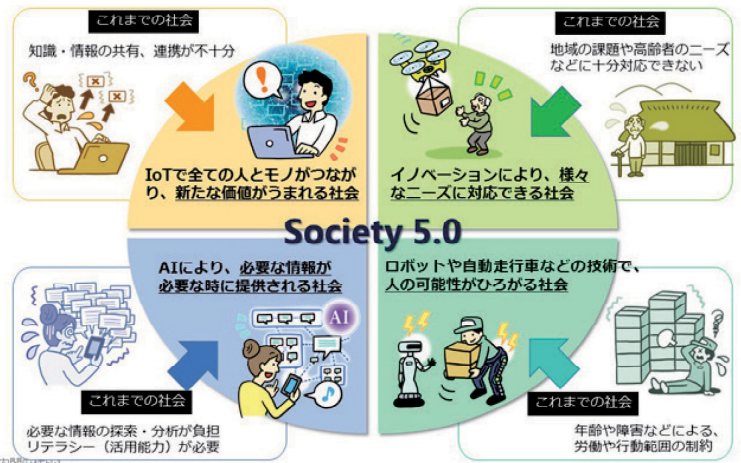 これまでの社会
知識・情報の共有、連携が不十分
IoTで全ての人とモノがつなが
り、新たな価値がうまれる社会
これまでの社会
地域の課題や高齢者のニーズ
などに十分対応できない
イノベーションにより、様々
なニーズに対応できる社会
Society 5.0
AIにより、必要な情報が
必要な時に提供される社会
AI
これまでの社会
必要な情報の探索・分析が負担
リテラシー（活用能力）が必要
ロボットや自動走行車などの技術で、
人の可能性がひろがる社会
これまでの社会
年齢や障害などによる、
労働や行動範囲の制約